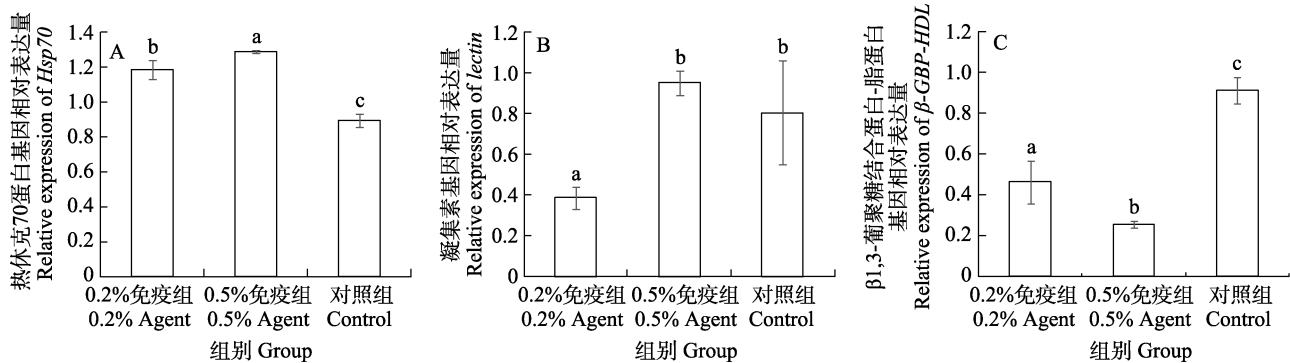 热休克70蛋白基因相对表达量
Relative expression of Hsp70
1.4
1.2
1.0
0.8
0.6
0.4
0.2
0
A
b
a
c
0.2%免疫组
0.2% Agent
0.5%免疫组
0.5% Agent
对照组
Control
组别 Group
凝集素基因相对表达量
Relative expression of lectin
1.2
1.0
0.8
0.6
0.4
0.2
0
B
a
b
b
0.2%免疫组
0.2% Agent
0.5%免疫组
0.5% Agent
对照组
Control
组别 Group
β1,3-葡聚糖结合蛋白-脂蛋白
基因相对表达量
Relative expression of β-GBP-HDL
1.2
1.0
0.8
0.6
0.4
0.2
0
C
a
b
c
0.2%免疫组
0.2% Agent
0.5%免疫组
0.5% Agent
对照组
Control
组别 Group